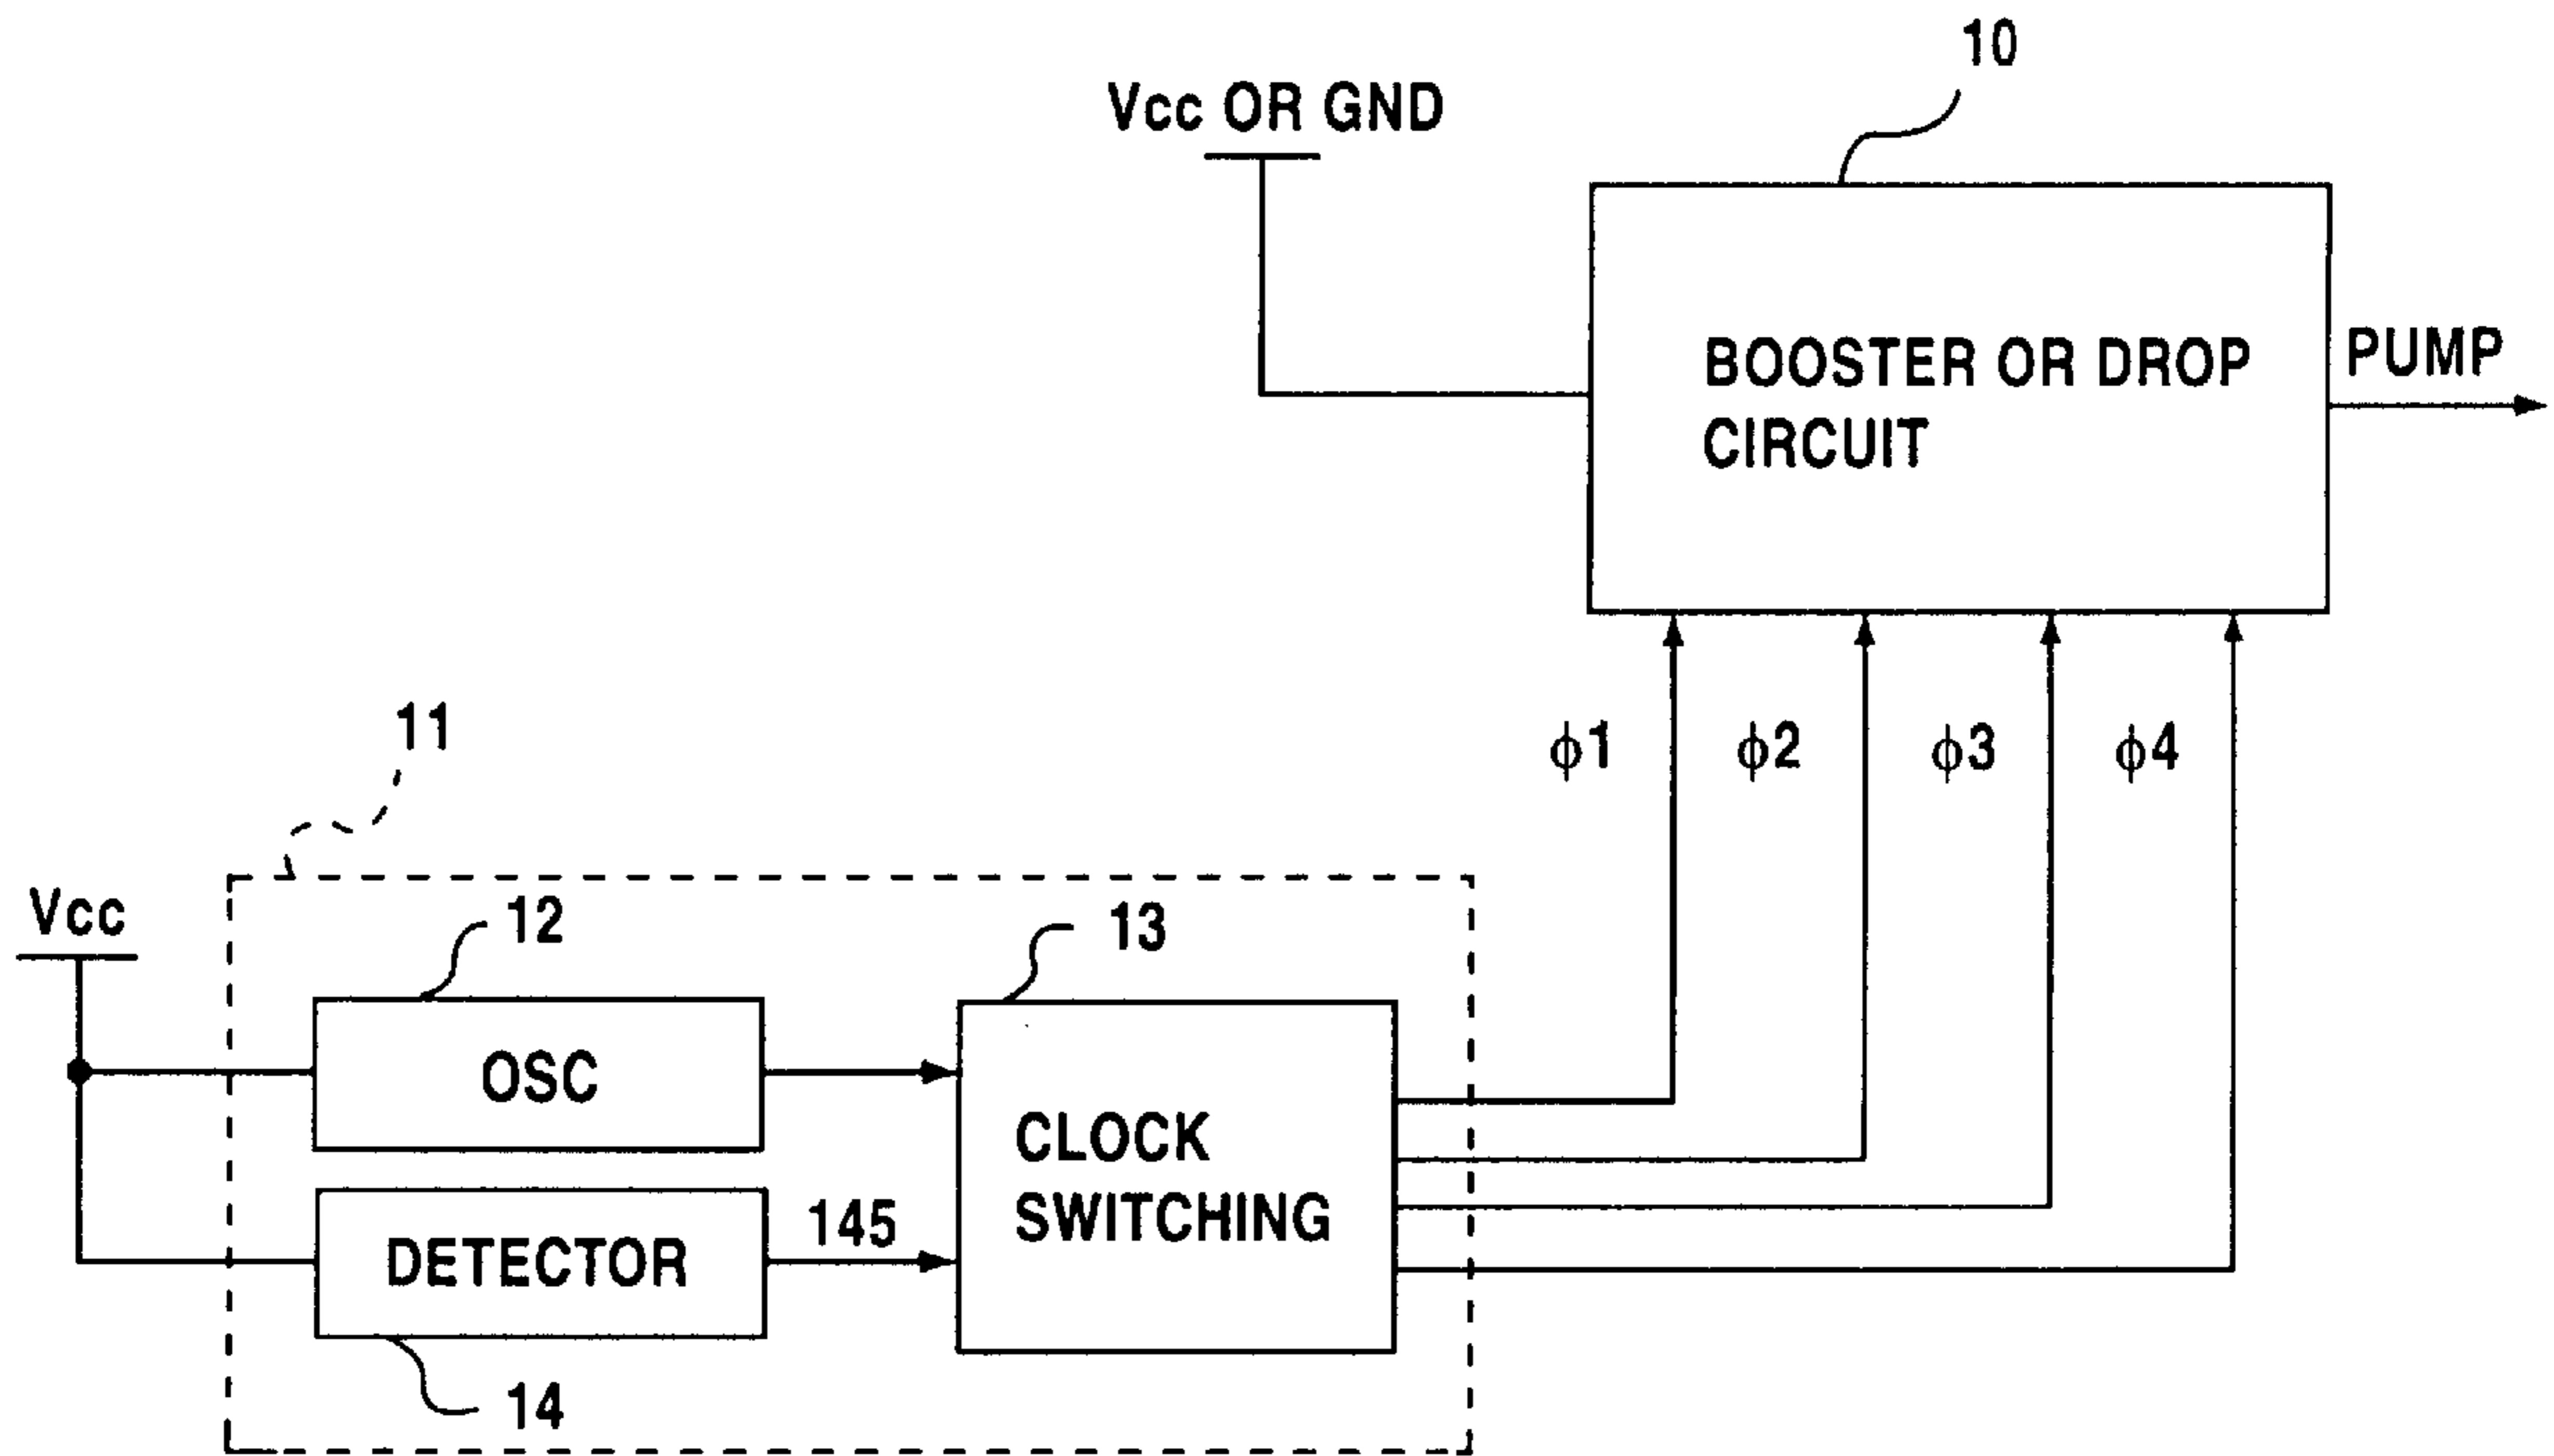 10
Vcc OR GND
BOOSTER OR DROP
CIRCUIT
PUMP
11
ϕ1
ϕ2
ϕ3
ϕ4
Vcc
12
13
OSC
CLOCK
SWITCHING
145
DETECTOR
14